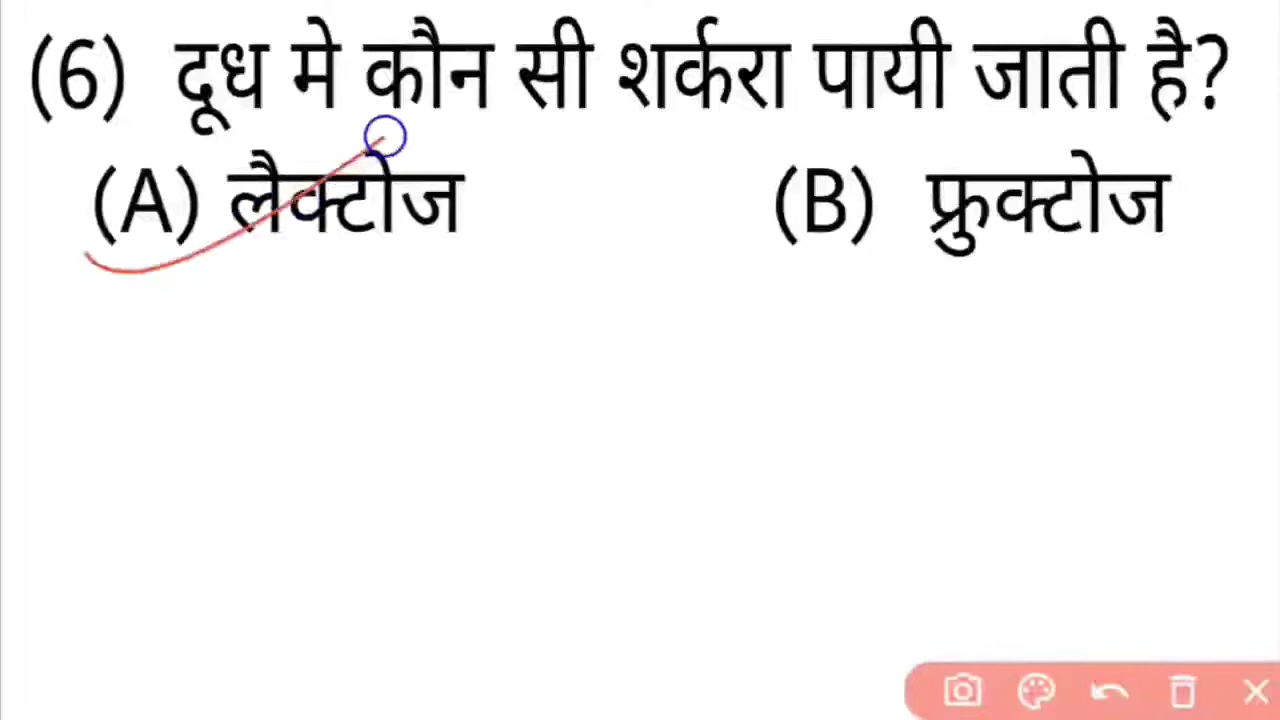 (6) दूध मे कौन सी शर्करा पायी जाती है?
(A) लैक्टोज (B) फ्रुक्टोज